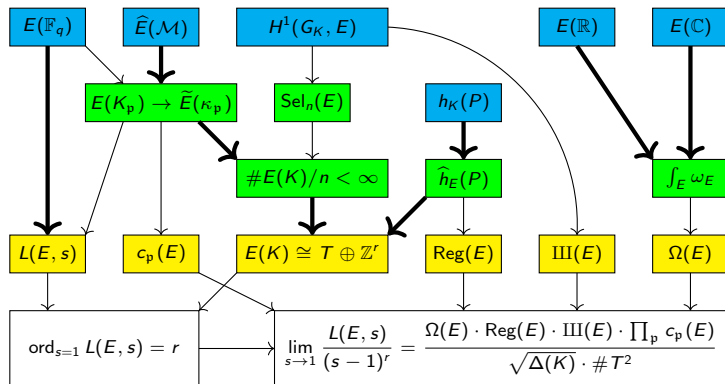 E(𝔽_q) Ê(ℳ) H¹(G_K, E) E(ℝ) E(ℂ)
E(K_𝔭) → Ẽ(κ_𝔭) Sel_n(E) h_K(P)
#E(K)/n < ∞ ĥ_E(P) ∫_E ω_E
L(E, s) c_𝔭(E) E(K) ≅ T ⊕ ℤ^r Reg(E) Ш(E) Ω(E)
ord_{s=1} L(E, s) = r lim_{s→1} L(E, s)/(s − 1)^r = Ω(E) · Reg(E) · Ш(E) · ∏_𝔭 c_𝔭(E)/(√Δ(K) · #T²)